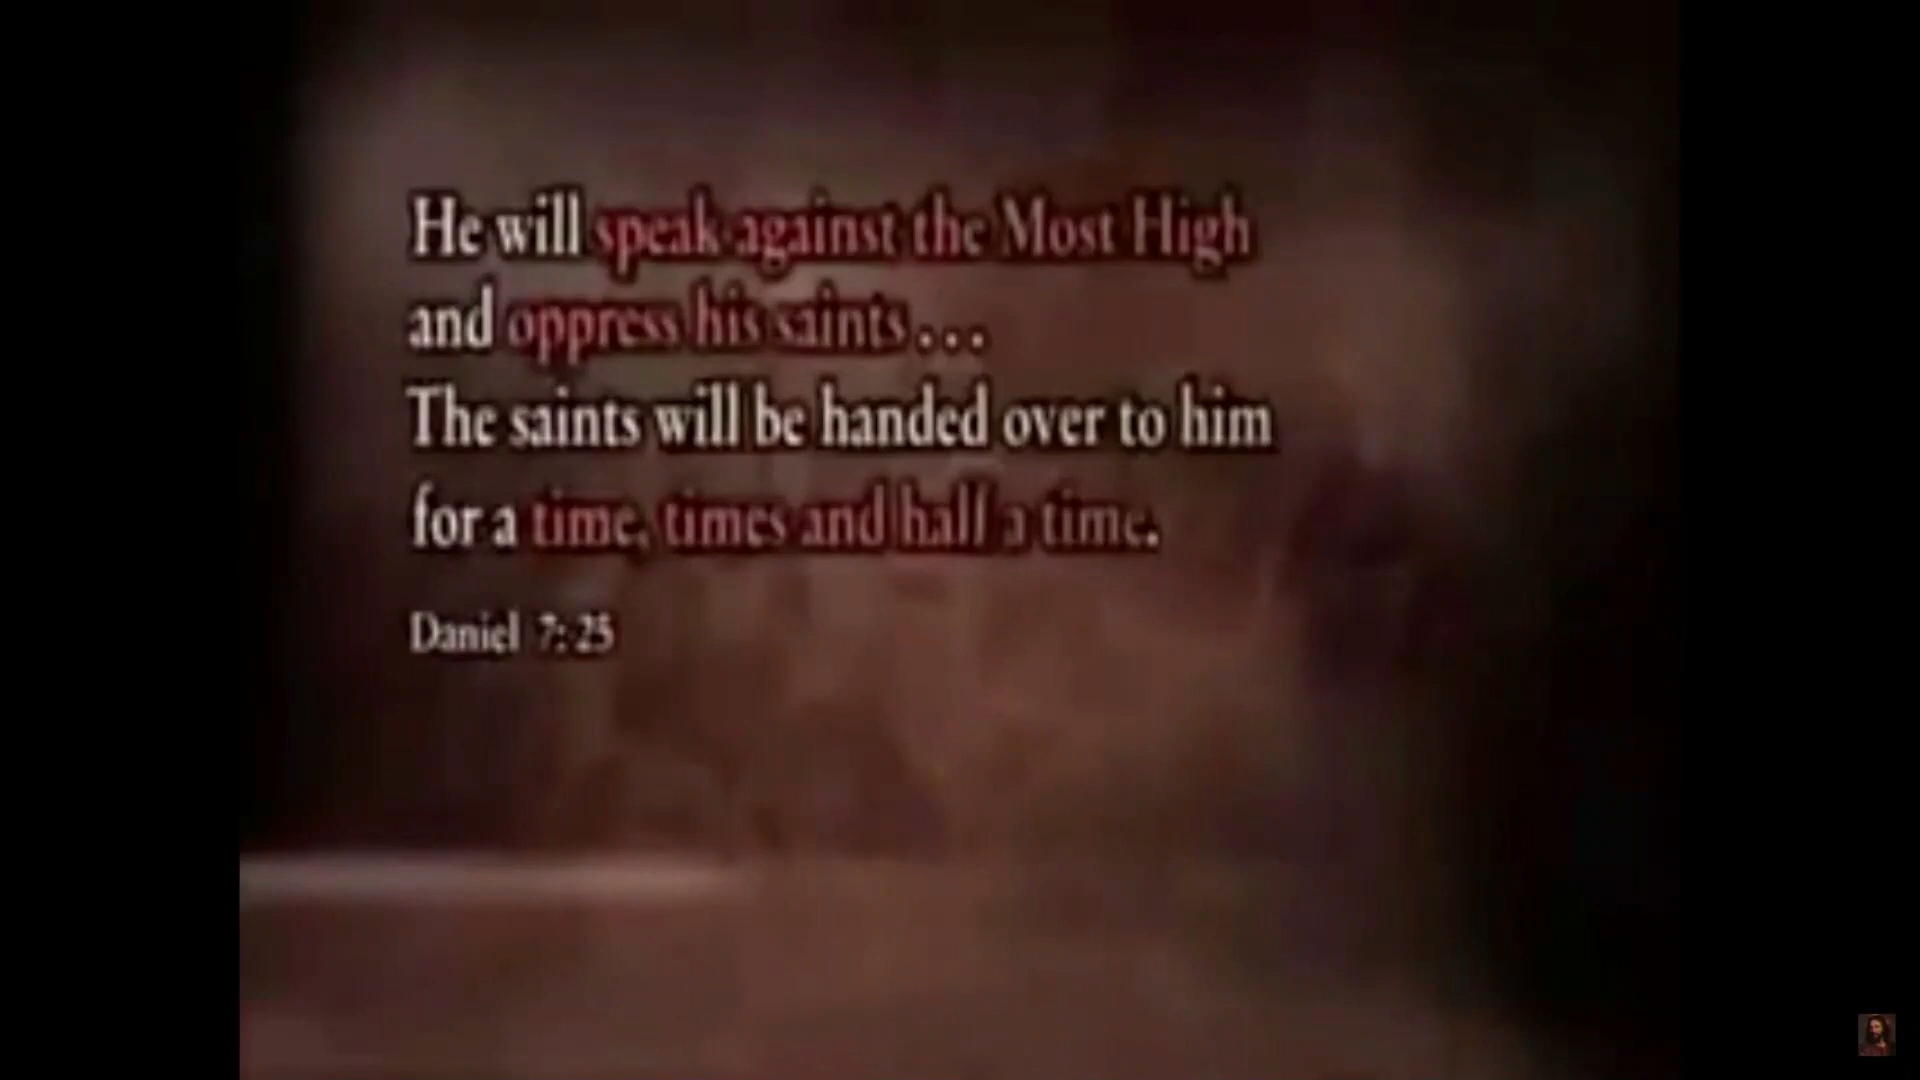 He will speak against the Most High
and oppress his saints . . .
The saints will be handed over to him
for a time, times and half a time.
Daniel 7:25